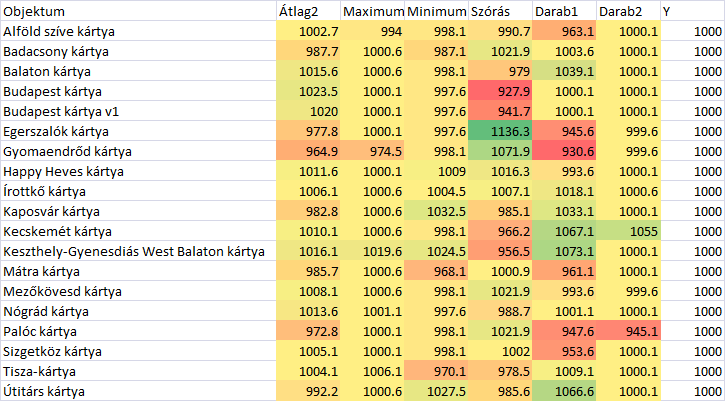 Objektum Átlag2 Maximum Minimum Szórás Darab1 Darab2 Y
Alföld szíve kártya 1002.7 994 998.1 990.7 963.1 1000.1 1000
Badacsony kártya 987.7 1000.6 987.1 1021.9 1003.6 1000.1 1000
Balaton kártya 1015.6 1000.6 998.1 979 1039.1 1000.1 1000
Budapest kártya 1023.5 1000.1 997.6 927.9 1000.1 1000.1 1000
Budapest kártya v1 1020 1000.1 997.6 941.7 1000.1 1000.1 1000
Egerszalók kártya 977.8 1000.1 997.6 1136.3 945.6 999.6 1000
Gyomaendrőd kártya 964.9 974.5 998.1 1071.9 930.6 999.6 1000
Happy Heves kártya 1011.6 1000.1 1009 1016.3 993.6 1000.1 1000
Írottkő kártya 1006.1 1000.6 1004.5 1007.1 1018.1 1000.6 1000
Kaposvár kártya 982.8 1000.6 1032.5 985.1 1033.1 1000.1 1000
Kecskemét kártya 1010.1 1000.6 998.1 966.2 1067.1 1055 1000
Keszthely-Gyenesdiás West Balaton kártya 1016.1 1019.6 1024.5 956.5 1073.1 1000.1 1000
Mátra kártya 985.7 1000.6 968.1 1000.9 961.1 1000.1 1000
Mezőkövesd kártya 1008.1 1000.6 998.1 1021.9 993.6 999.6 1000
Nógrád kártya 1013.6 1001.1 997.6 988.7 1001.1 1000.1 1000
Palóc kártya 972.8 1000.1 998.1 1021.9 947.6 945.1 1000
Sizgetköz kártya 1005.1 1000.1 998.1 1002 953.6 1000.1 1000
Tisza-kártya 1004.1 1006.1 970.1 978.5 1009.1 1000.1 1000
Útitárs kártya 992.2 1000.6 1027.5 985.6 1066.6 1000.1 1000